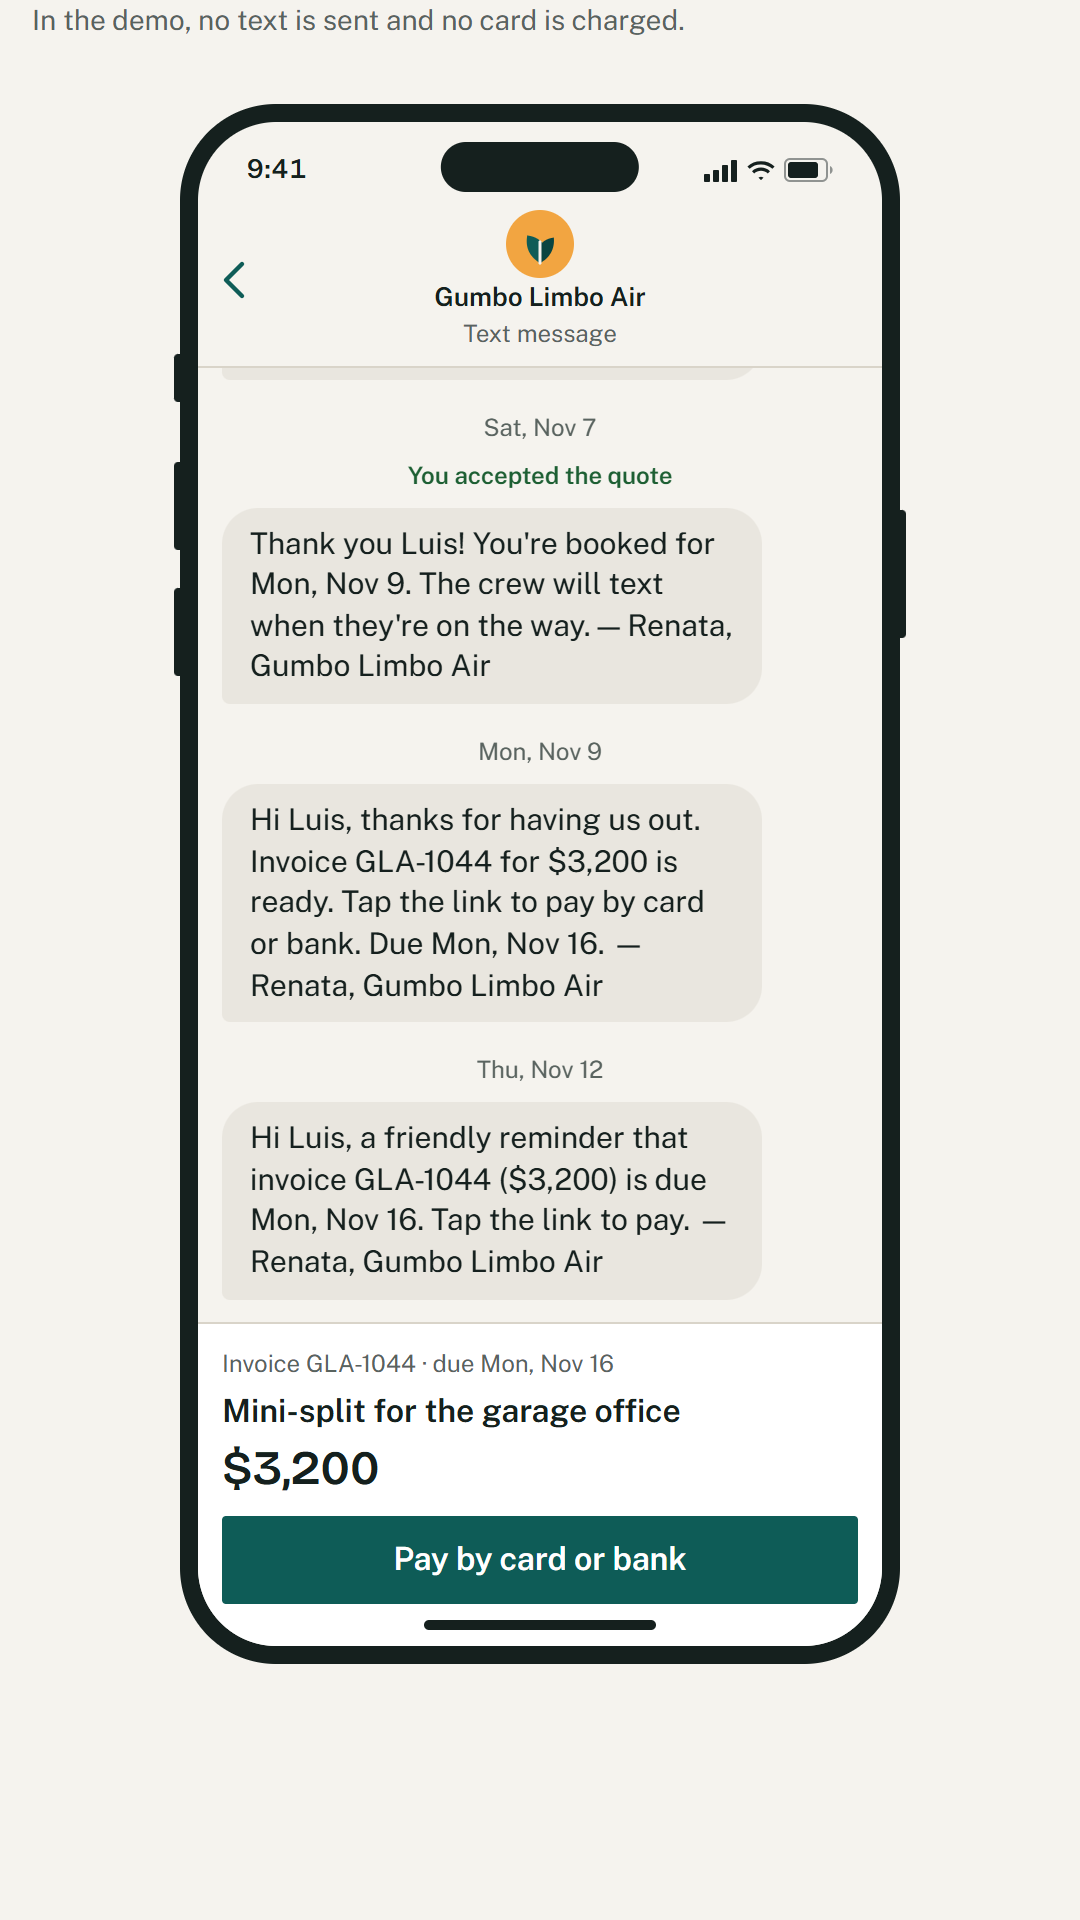 In the demo, no text is sent and no card is charged.
9:41
Gumbo Limbo Air
Text message
Sat, Nov 7
You accepted the quote
Thank you Luis! You're booked for
Mon, Nov 9. The crew will text
when they're on the way. — Renata,
Gumbo Limbo Air
Mon, Nov 9
Hi Luis, thanks for having us out.
Invoice GLA-1044 for $3,200 is
ready. Tap the link to pay by card
or bank. Due Mon, Nov 16. —
Renata, Gumbo Limbo Air
Thu, Nov 12
Hi Luis, a friendly reminder that
invoice GLA-1044 ($3,200) is due
Mon, Nov 16. Tap the link to pay. —
Renata, Gumbo Limbo Air
Invoice GLA-1044 · due Mon, Nov 16
Mini-split for the garage office
$3,200
Pay by card or bank